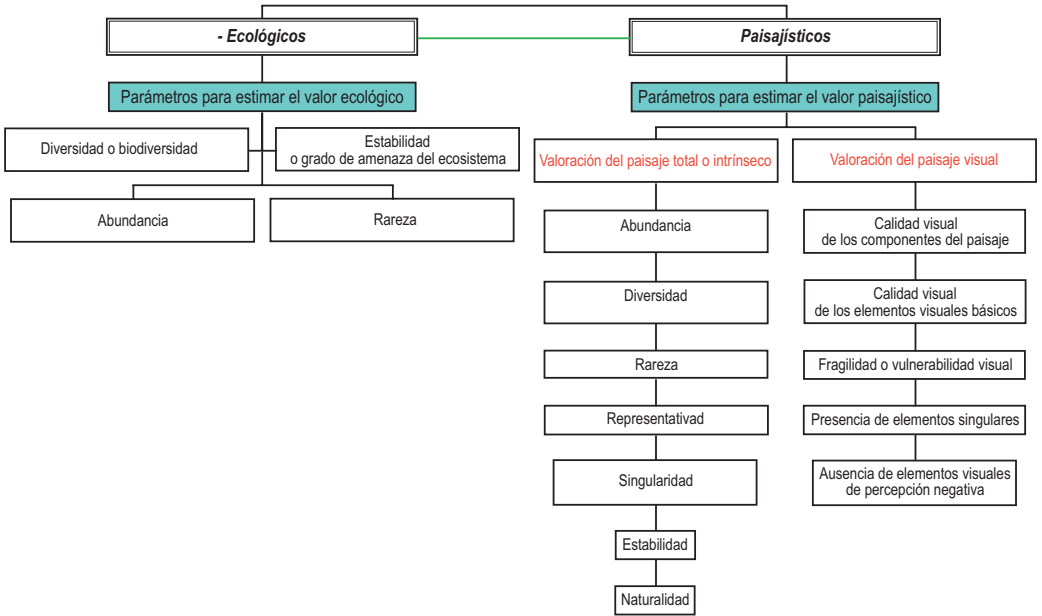 - Ecológicos
Paisajísticos
Parámetros para estimar el valor ecológico
Parámetros para estimar el valor paisajístico
Diversidad o biodiversidad
Estabilidad
o grado de amenaza del ecosistema
Abundancia
Rareza
Valoración del paisaje total o intrínseco
Valoración del paisaje visual
Abundancia
Diversidad
Rareza
Representativad
Singularidad
Estabilidad
Naturalidad
Calidad visual
de los componentes del paisaje
Calidad visual
de los elementos visuales básicos
Fragilidad o vulnerabilidad visual
Presencia de elementos singulares
Ausencia de elementos visuales
de percepción negativa